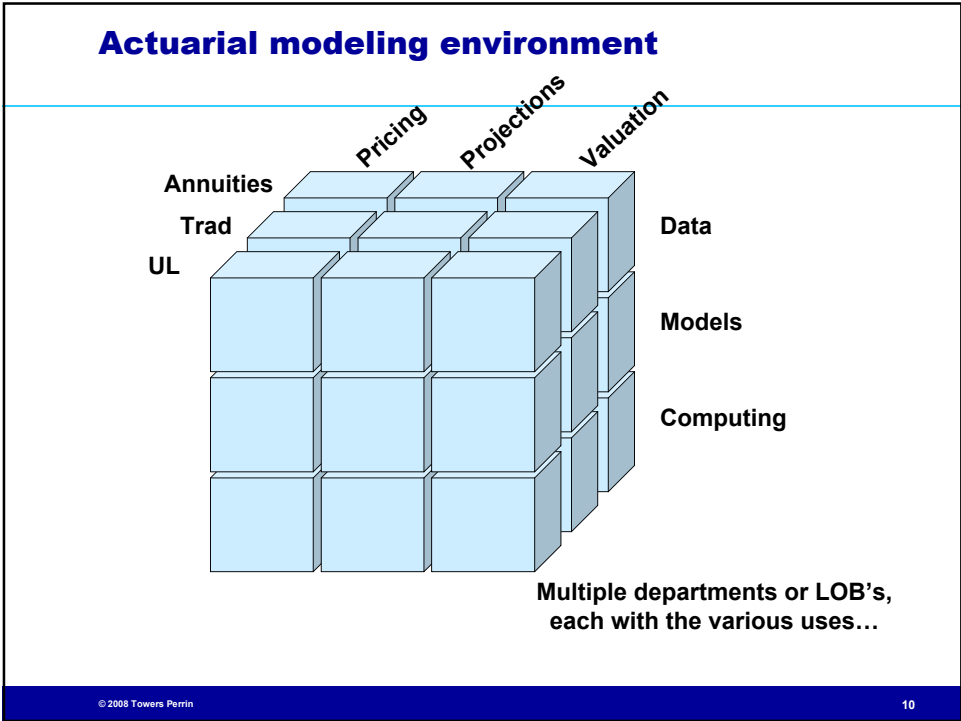 Actuarial modeling environment
Pricing
Projections
Valuation
Annuities
Trad
UL
Data
Models
Computing
Multiple departments or LOB’s,
each with the various uses…
© 2008 Towers Perrin
10